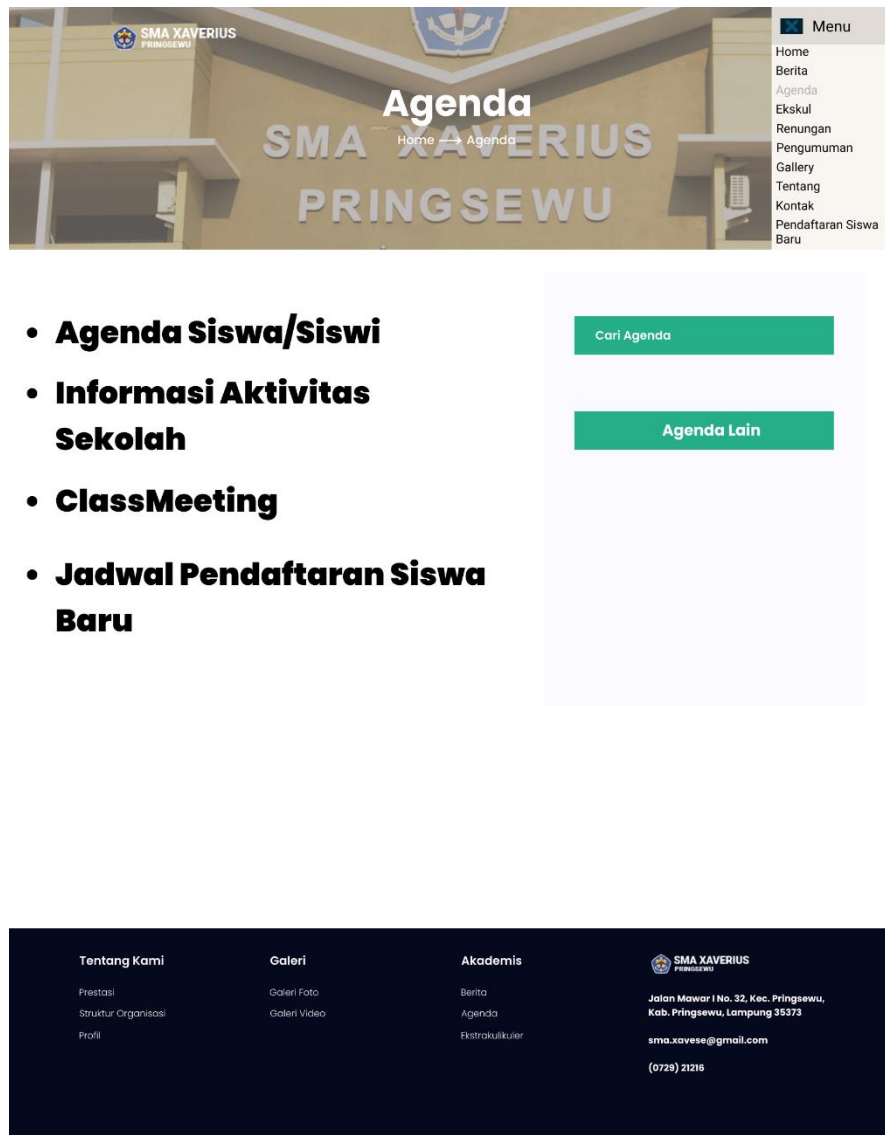 SMA XAVERIUS
PRINGSEWU
Menu
Home
Berita
Agenda
Ekskul
Renungan
Pengumuman
Gallery
Tentang
Kontak
Pendaftaran Siswa
Baru
Agenda
Home → Agenda
SMA XAVERIUS
PRINGSEWU
• Agenda Siswa/Siswi
• Informasi Aktivitas
Sekolah
• ClassMeeting
• Jadwal Pendaftaran Siswa
Baru
Cari Agenda
Agenda Lain
Tentang Kami
Prestasi
Struktur Organisasi
Profil
Galeri
Galeri Foto
Galeri Video
Akademis
Berita
Agenda
Ekstrakulikuler
SMA XAVERIUS
PRINGSEWU
Jalan Mawar I No. 32, Kec. Pringsewu,
Kab. Pringsewu, Lampung 35373
sma.xavese@gmail.com
(0729) 21216